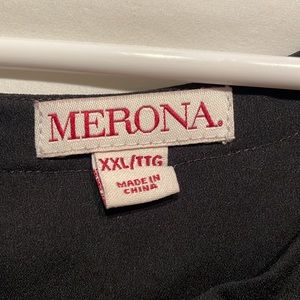 MERONA.
XXL/TTG
MADE IN
CHINA